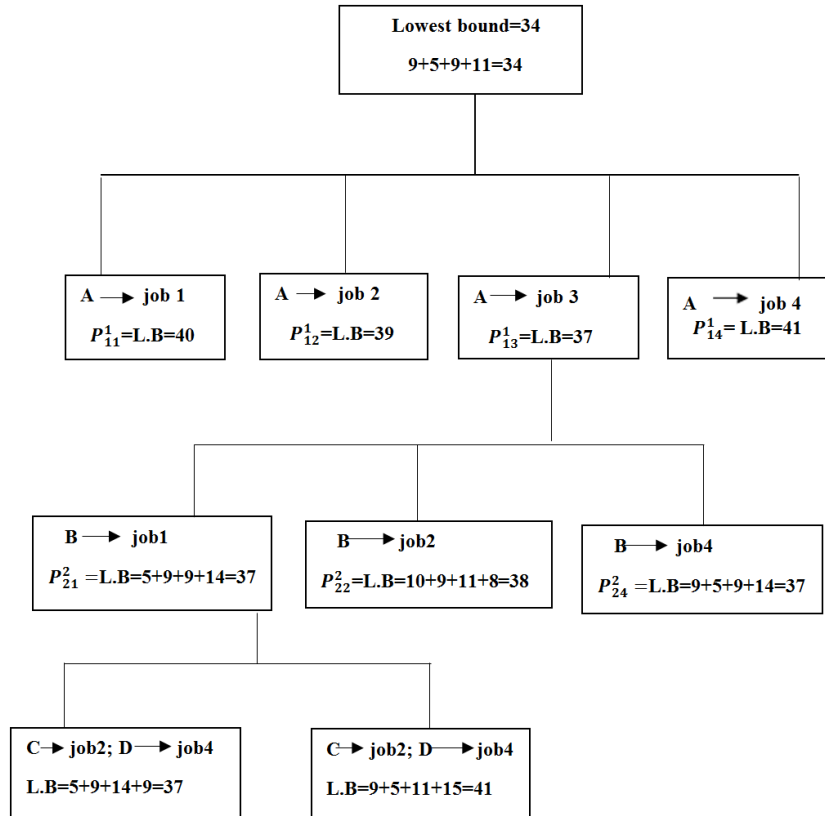 Lowest bound=34
9+5+9+11=34
A → job 1
P¹₁₁=L.B=40
A → job 2
P¹₁₂=L.B=39
A → job 3
P¹₁₃=L.B=37
A → job 4
P¹₁₄= L.B=41
B → job1
P²₂₁ =L.B=5+9+9+14=37
B → job2
P²₂₂=L.B=10+9+11+8=38
B → job4
P²₂₄ =L.B=9+5+9+14=37
C → job2; D → job4
L.B=5+9+14+9=37
C → job2; D → job4
L.B=9+5+11+15=41